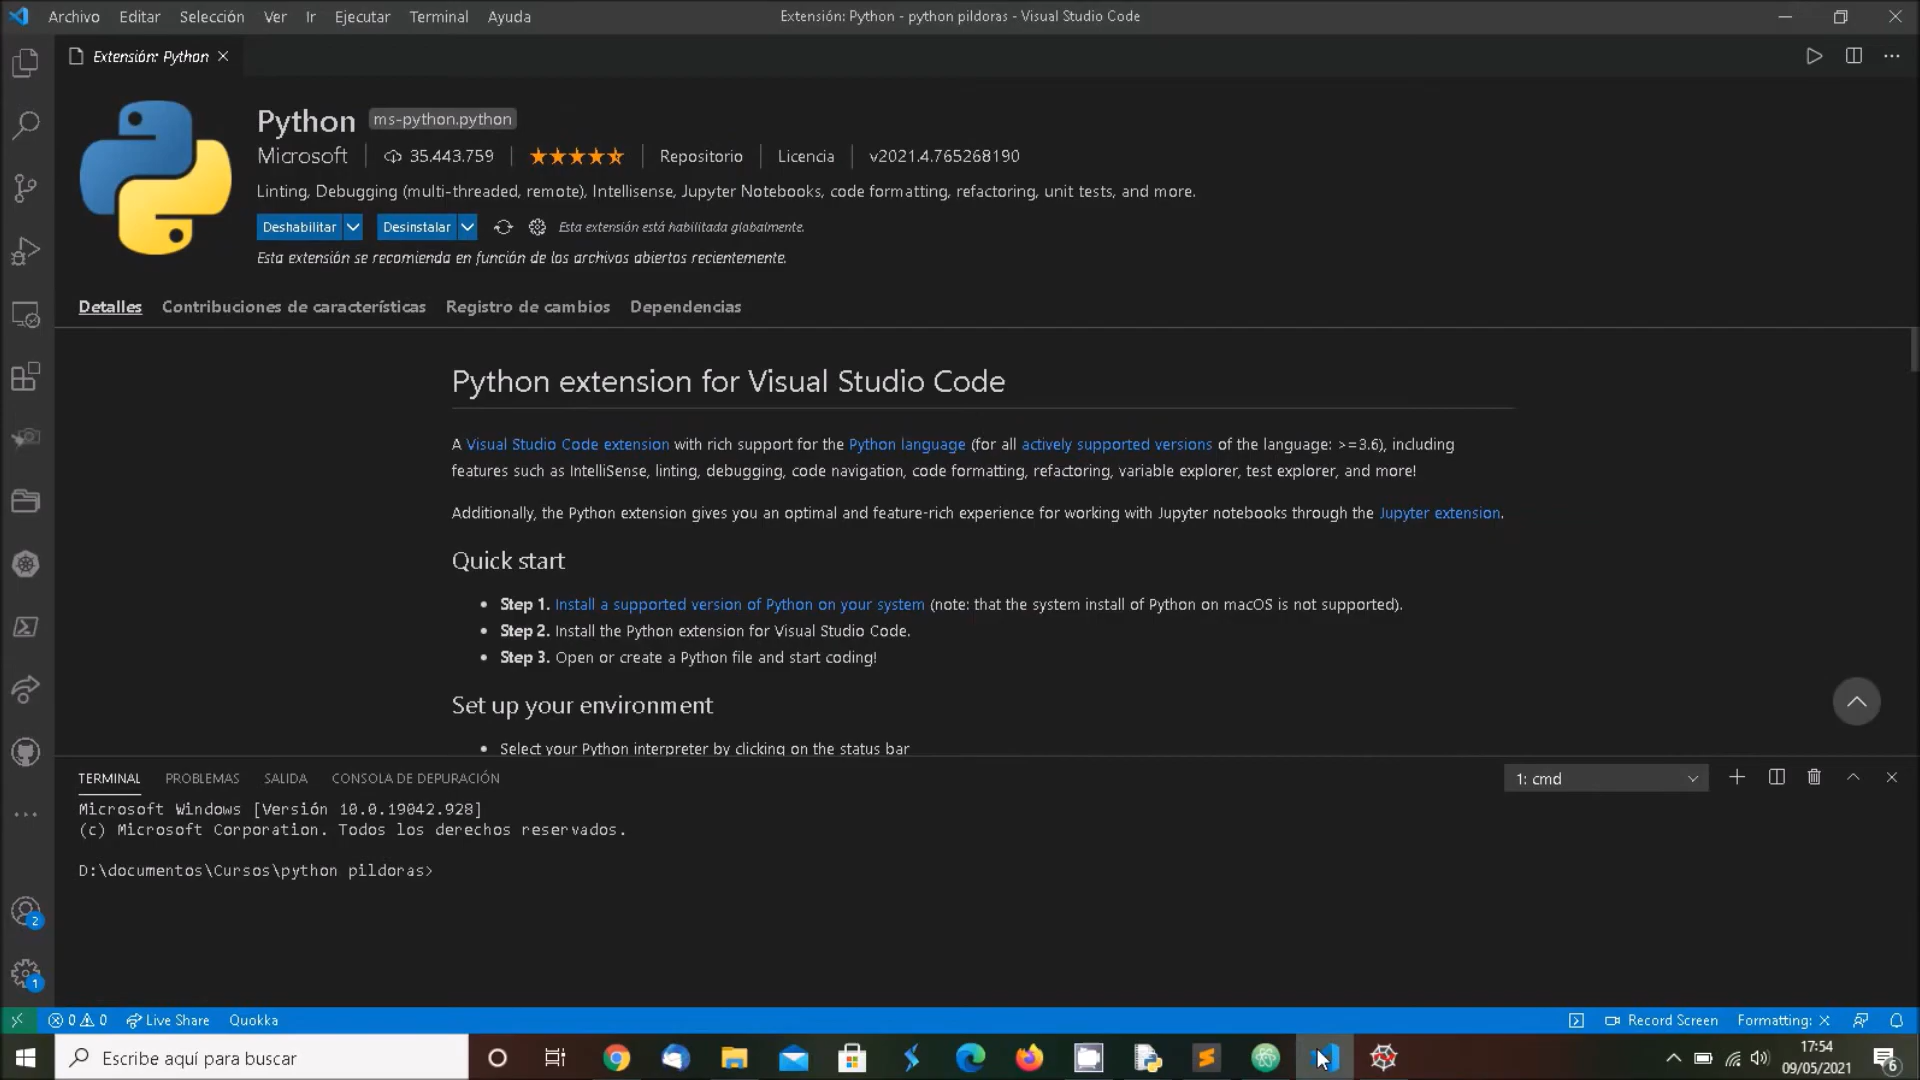 Archivo Editar Selección Ver Ir Ejecutar Terminal Ayuda
Extensión: Python - python pildoras - Visual Studio Code
Extensión: Python
Python ms-python.python
Microsoft 35.443.759 Repositorio Licencia v2021.4.765268190
Linting, Debugging (multi-threaded, remote), Intellisense, Jupyter Notebooks, code formatting, refactoring, unit tests, and more.
Deshabilitar Desinstalar Esta extensión está habilitada globalmente.
Esta extensión se recomienda en función de los archivos abiertos recientemente.
Detalles Contribuciones de características Registro de cambios Dependencias
Python extension for Visual Studio Code
A Visual Studio Code extension with rich support for the Python language (for all actively supported versions of the language: >=3.6), including
features such as IntelliSense, linting, debugging, code navigation, code formatting, refactoring, variable explorer, test explorer, and more!
Additionally, the Python extension gives you an optimal and feature-rich experience for working with Jupyter notebooks through the Jupyter extension.
Quick start
• Step 1. Install a supported version of Python on your system (note: that the system install of Python on macOS is not supported).
• Step 2. Install the Python extension for Visual Studio Code.
• Step 3. Open or create a Python file and start coding!
Set up your environment
• Select your Python interpreter by clicking on the status bar
TERMINAL PROBLEMAS SALIDA CONSOLA DE DEPURACIÓN 1: cmd
Microsoft Windows [Versión 10.0.19042.928]
(c) Microsoft Corporation. Todos los derechos reservados.
D:\documentos\Cursos\python pildoras>
2
1
0 0 Live Share Quokka Record Screen Formatting: X
Escribe aquí para buscar
17:54
09/05/2021
6